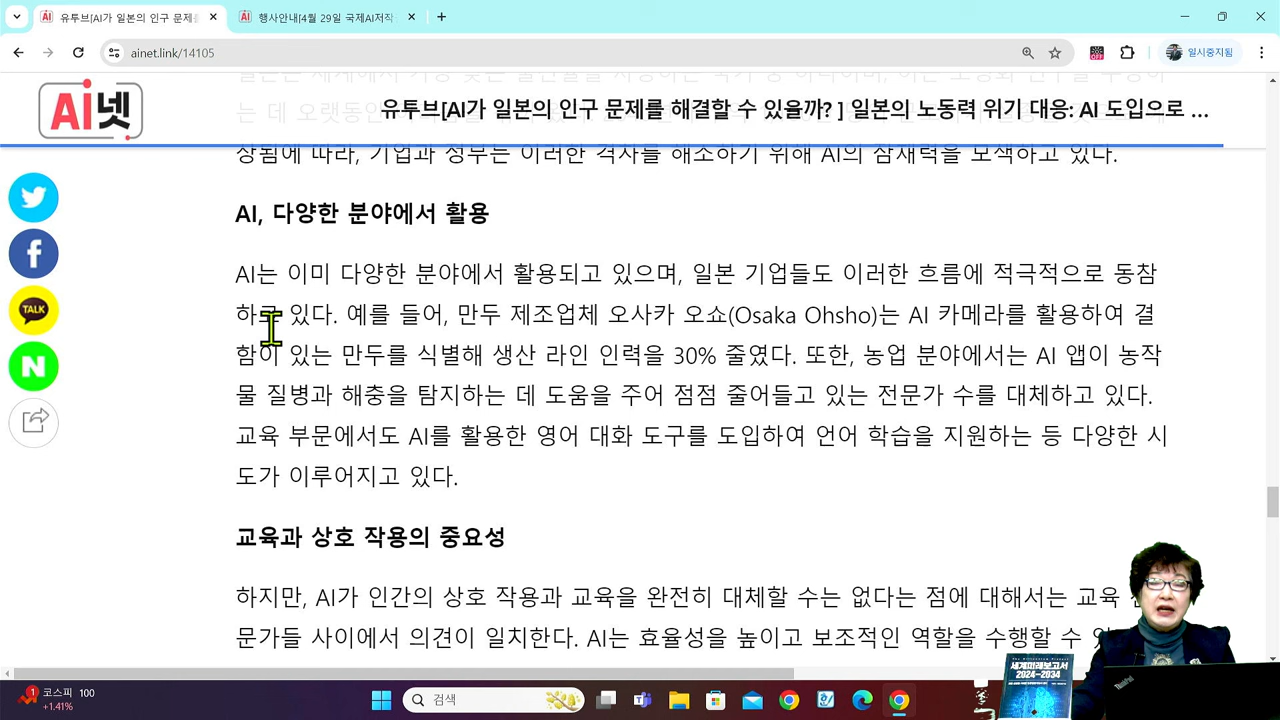 유투브[AI가 일본의 인구 문제를
행사안내[4월 29일 국제AI저작
ainet.link/14105
OFF
일시중지됨
Ai넷
유투브[AI가 일본의 인구 문제를 해결할 수 있을까? ] 일본의 노동력 위기 대응: AI 도입으로 ...
상됨에 따라, 기업과 정부는 이러한 격차를 해소하기 위해 AI의 잠재력을 모색하고 있다.
AI, 다양한 분야에서 활용
AI는 이미 다양한 분야에서 활용되고 있으며, 일본 기업들도 이러한 흐름에 적극적으로 동참
하고 있다. 예를 들어, 만두 제조업체 오사카 오쇼(Osaka Ohsho)는 AI 카메라를 활용하여 결
함이 있는 만두를 식별해 생산 라인 인력을 30% 줄였다. 또한, 농업 분야에서는 AI 앱이 농작
물 질병과 해충을 탐지하는 데 도움을 주어 점점 줄어들고 있는 전문가 수를 대체하고 있다.
교육 부문에서도 AI를 활용한 영어 대화 도구를 도입하여 언어 학습을 지원하는 등 다양한 시
도가 이루어지고 있다.
교육과 상호 작용의 중요성
하지만, AI가 인간의 상호 작용과 교육을 완전히 대체할 수는 없다는 점에 대해서는 교육
문가들 사이에서 의견이 일치한다. AI는 효율성을 높이고 보조적인 역할을 수행할 수
TALK
N
세계미래보고서
2024-2034
ThinkPad
1
코스피 100
+1.41%
검색